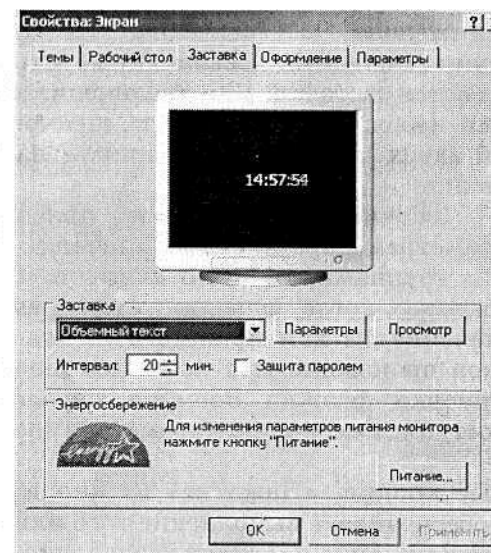 Свойства: Экран ?
Темы Рабочий стол Заставка Оформление Параметры
14:57:54
Заставка
Объемный текст Параметры Просмотр
Интервал: 20 мин. Защита паролем
Энергосбережение
Для изменения параметров питания монитора
нажмите кнопку "Питание".
Питание...
OK Отмена Применить